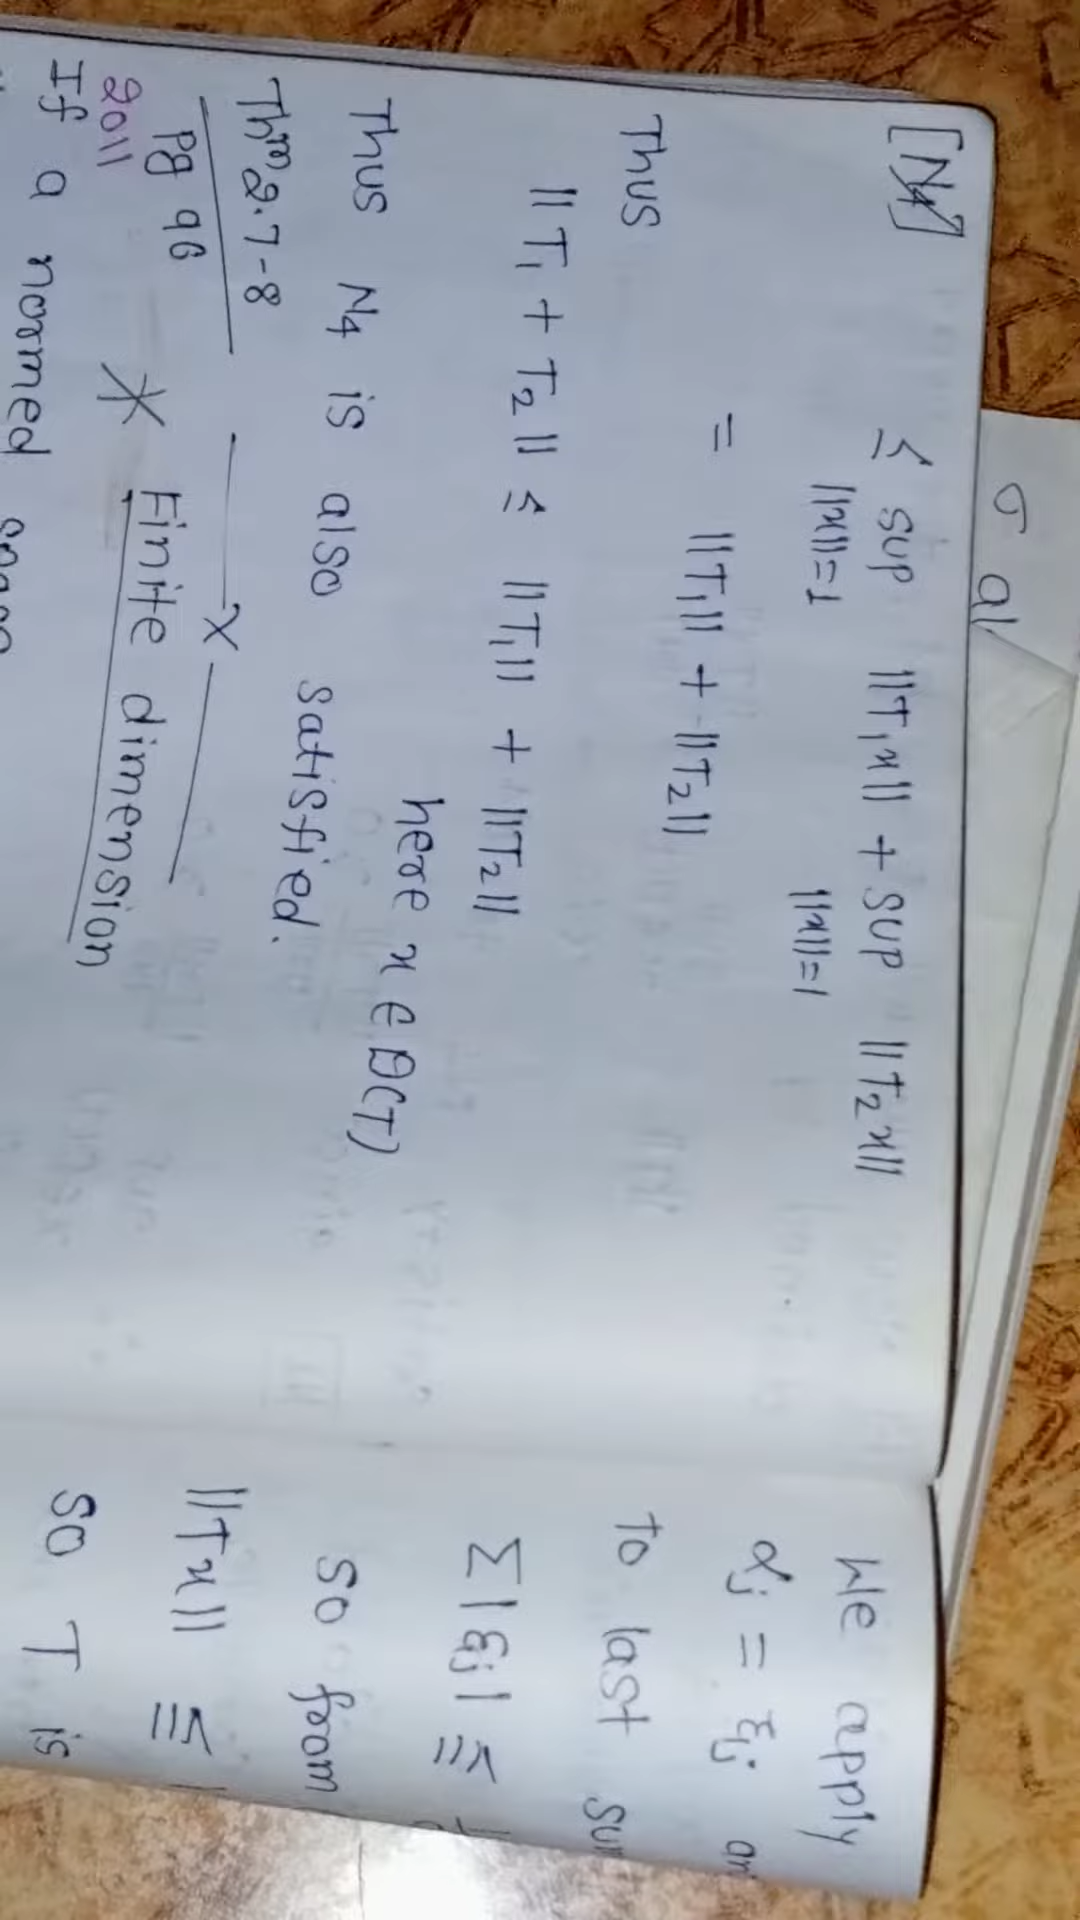 σ al
[N4]
≤ sup ||T₁x|| + sup ||T₂x||
||x||=1 ||x||=1
= ||T₁|| + ||T₂||
Thus
||T₁ + T₂|| ≤ ||T₁|| + ||T₂||
here x ∈ D(T)
Thus N4 is also satisfied.
x
Thm 2.7-8
Pg 96
* Finite dimension
2011
If a normed
We apply
αj = ξj
To last
Σ|ξj| ≤
so from
||Tx|| ≤
so T is